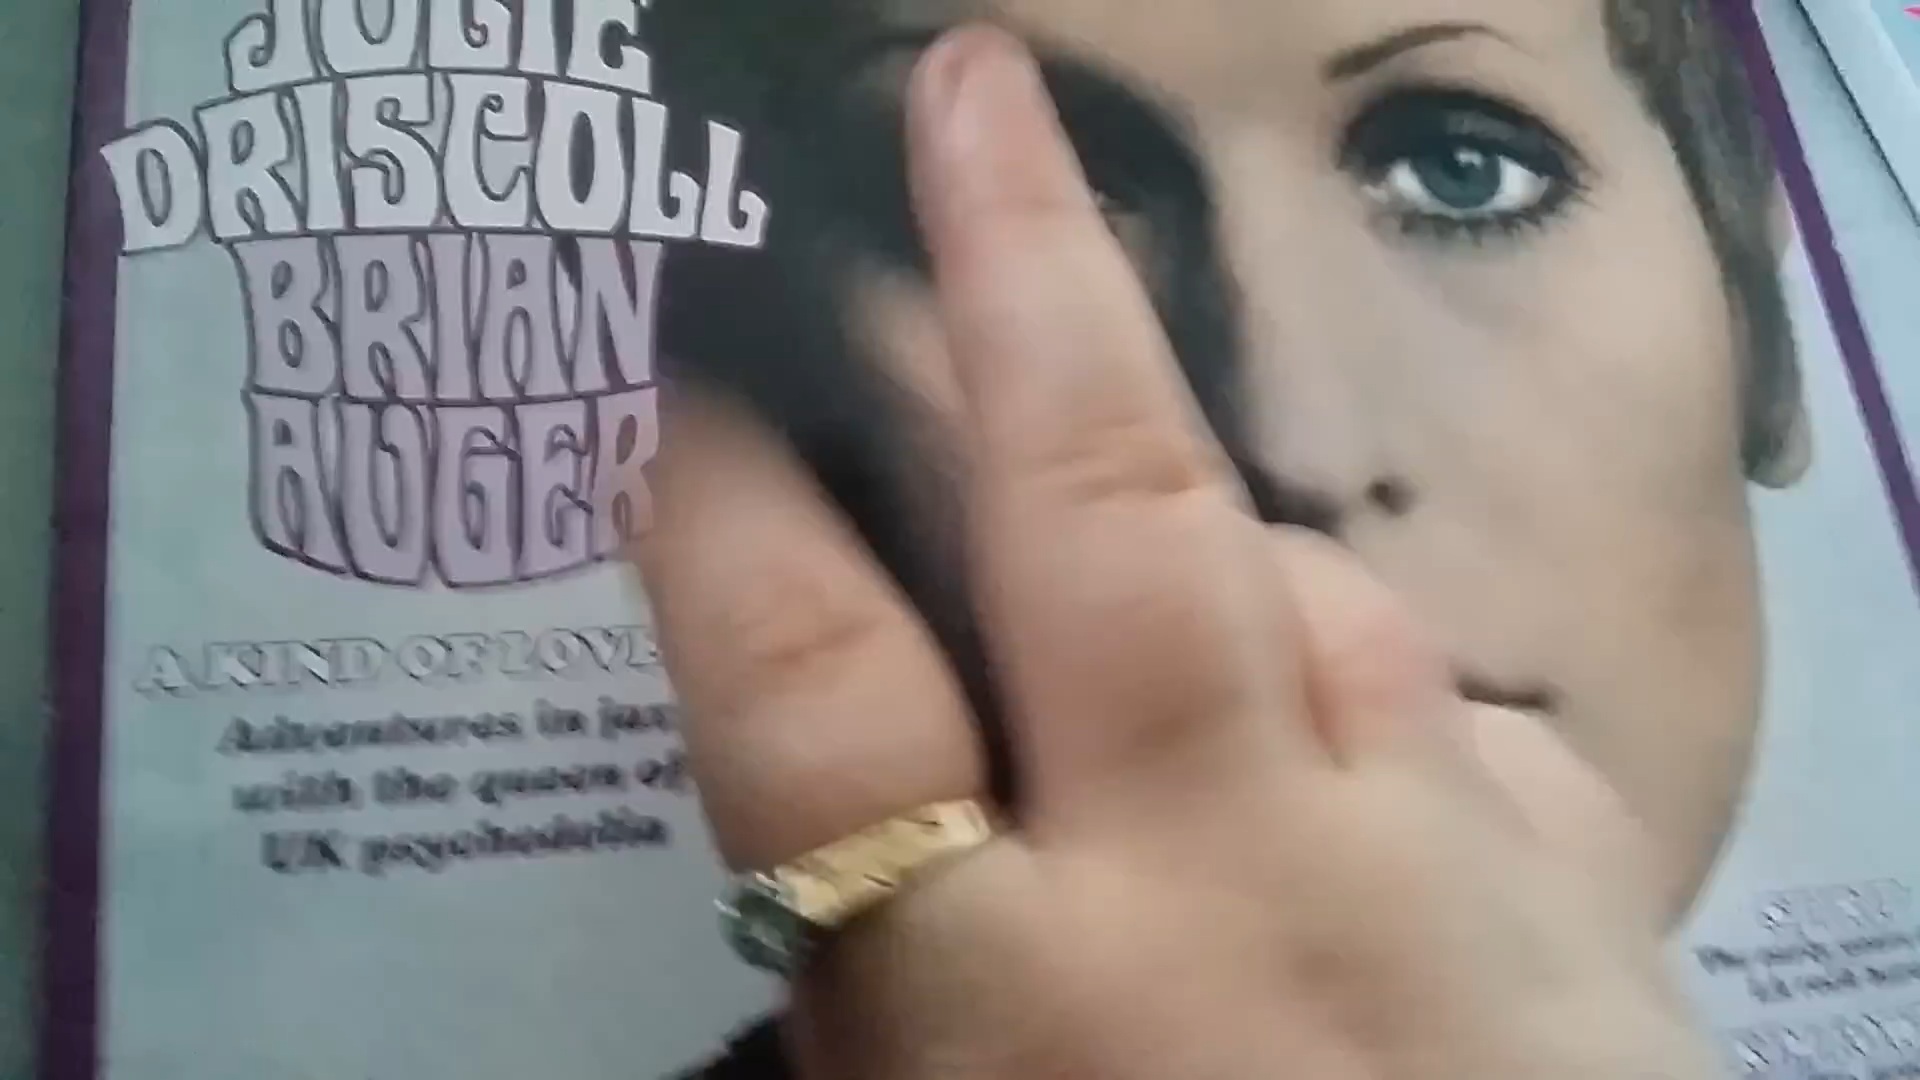 JULIE
DRISCOLL
BRIAN
AUGER
A KIND OF LOVE
Adventures in jazz
with the queen of
UK psychedelia